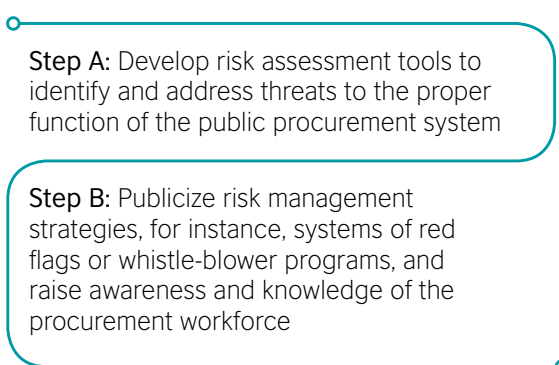 Step A: Develop risk assessment tools to
identify and address threats to the proper
function of the public procurement system
Step B: Publicize risk management
strategies, for instance, systems of red
flags or whistle-blower programs, and
raise awareness and knowledge of the
procurement workforce